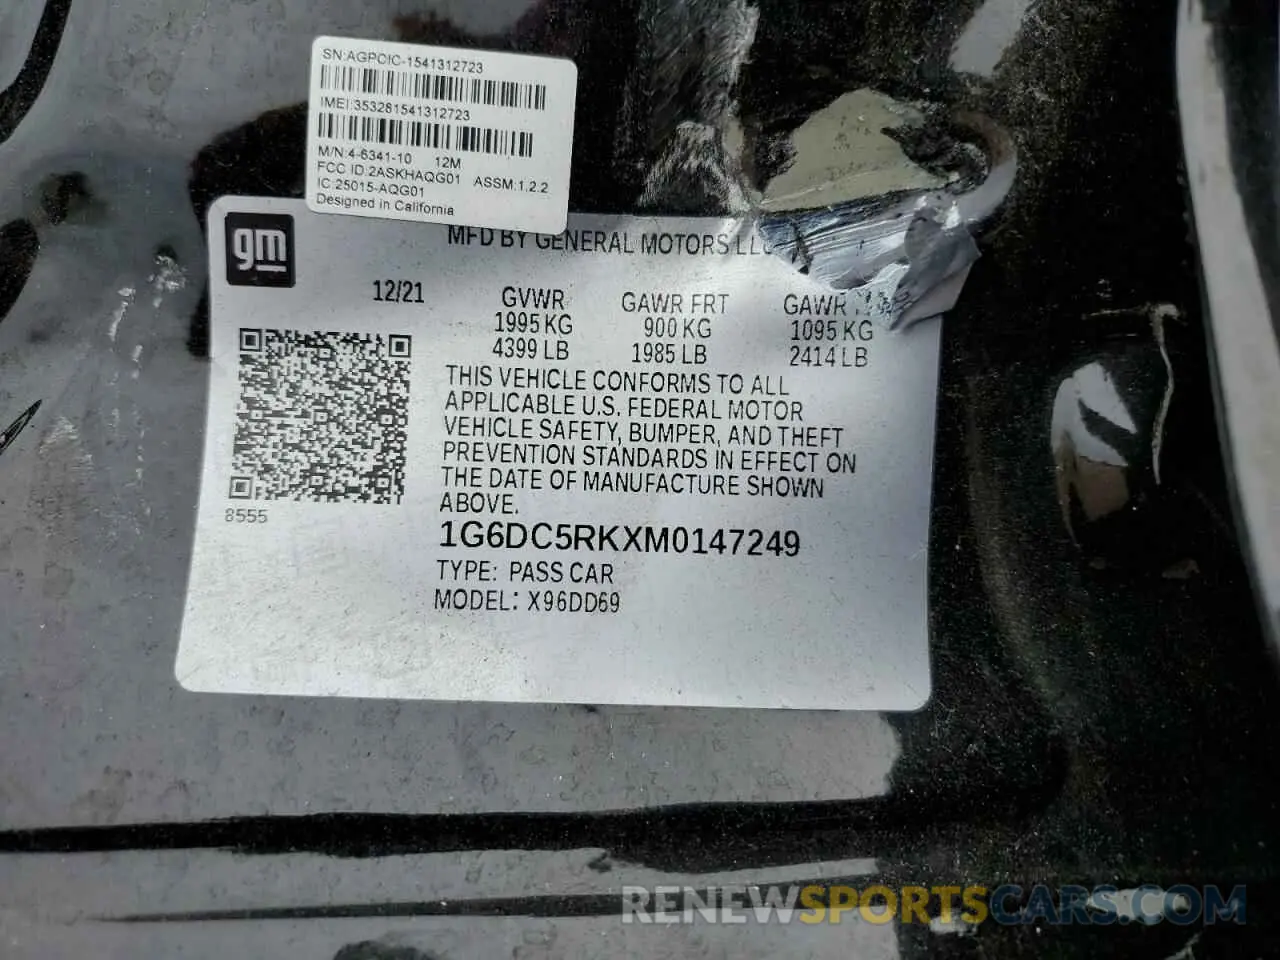 SN:AGPCIC-1541312723
IMEI:353281541312723
M/N:4-6341-10 12M
FCC ID:2ASKHAQG01 ASSM:1.2.2
IC:25015-AQG01
Designed in California
gm
MFD BY GENERAL MOTORS LLC
12/21
GVWR GAWR FRT GAWR
1995 KG 900 KG 1095 KG
4399 LB 1985 LB 2414 LB
THIS VEHICLE CONFORMS TO ALL
APPLICABLE U.S. FEDERAL MOTOR
VEHICLE SAFETY, BUMPER, AND THEFT
PREVENTION STANDARDS IN EFFECT ON
THE DATE OF MANUFACTURE SHOWN
ABOVE.
8555
1G6DC5RKXM0147249
TYPE: PASS CAR
MODEL: X96DD69
RENEWSPORTSCARS.COM